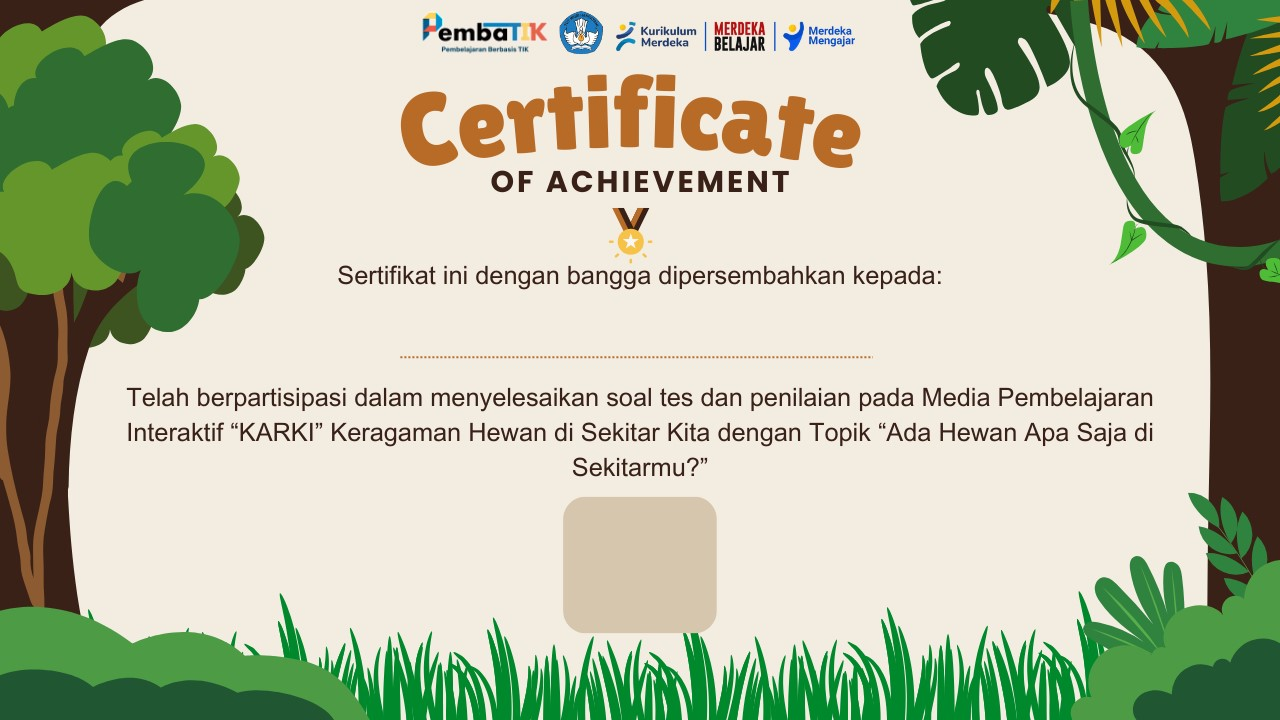 PembaTIK
Pembelajaran Berbasis TIK
Kurikulum
Merdeka
MERDEKA
BELAJAR
Merdeka
Mengajar
Certificate
OF ACHIEVEMENT
Sertifikat ini dengan bangga dipersembahkan kepada:
Telah berpartisipasi dalam menyelesaikan soal tes dan penilaian pada Media Pembelajaran
Interaktif “KARKI” Keragaman Hewan di Sekitar Kita dengan Topik “Ada Hewan Apa Saja di
Sekitarmu?”